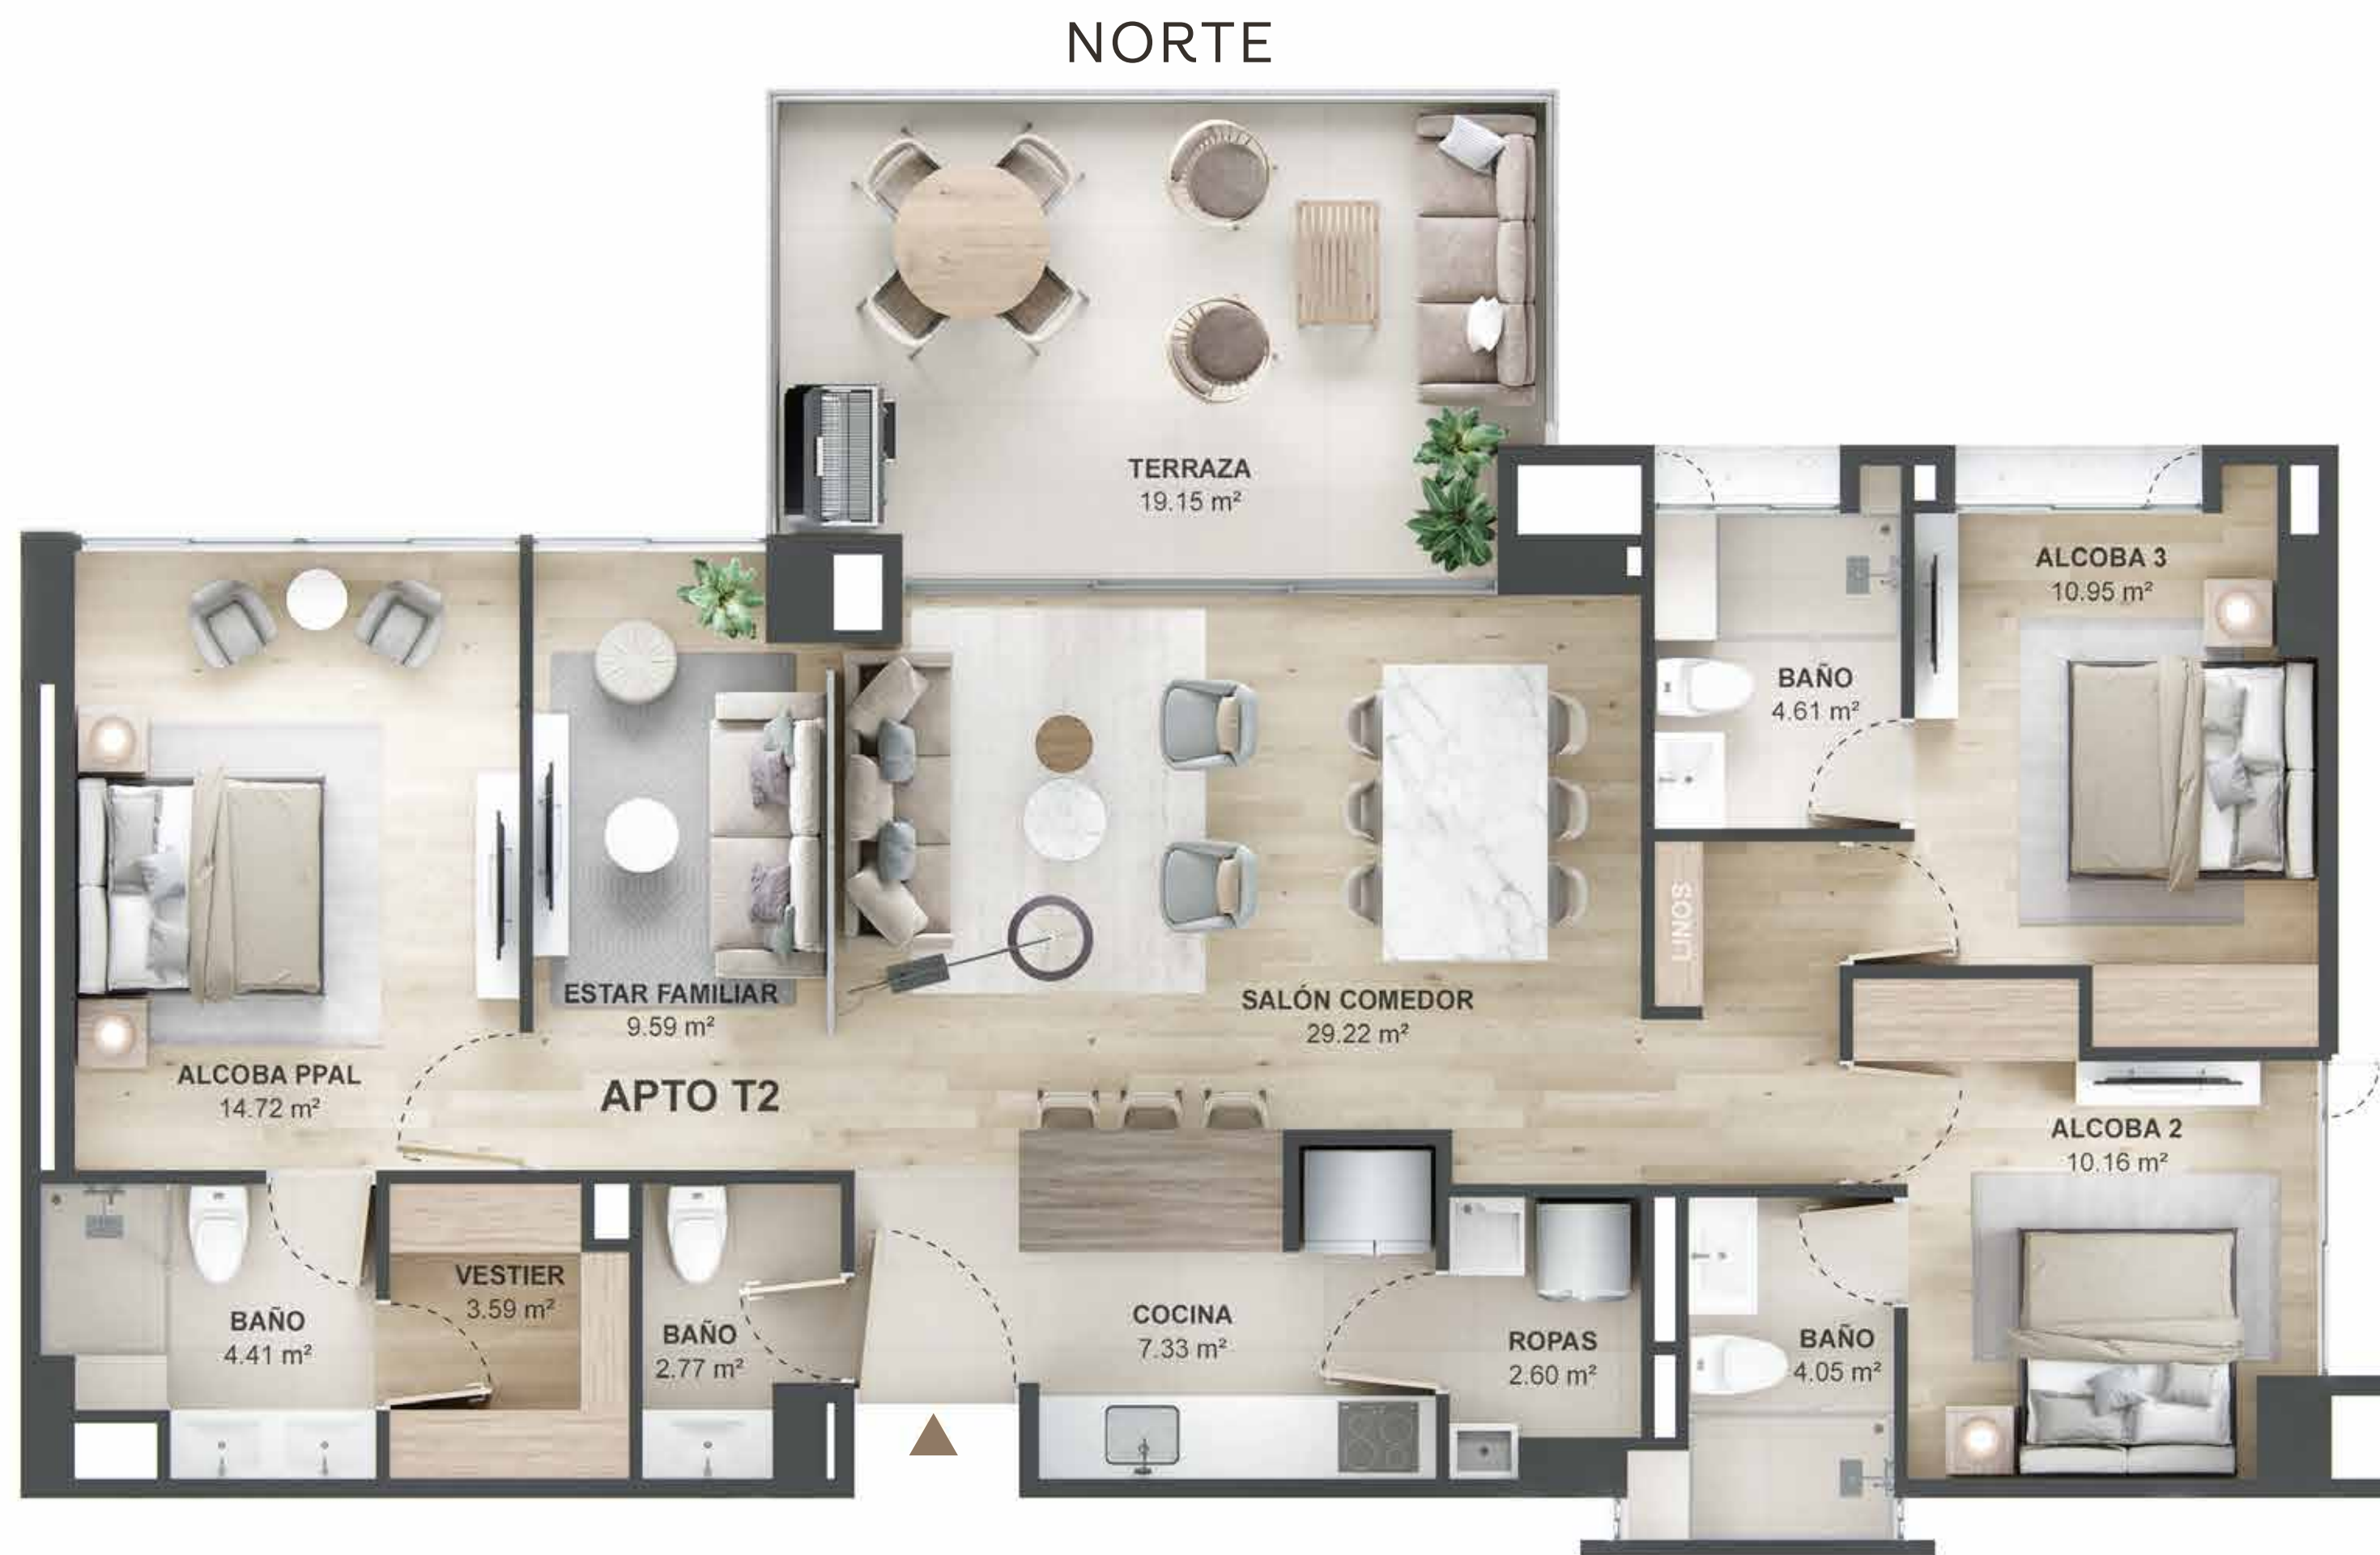 NORTE
TERRAZA
19.15 m²
ALCOBA 3
10.95 m²
BAÑO
4.61 m²
LINOS
ESTAR FAMILIAR
9.59 m²
SALÓN COMEDOR
29.22 m²
ALCOBA PPAL
14.72 m²
APTO T2
ALCOBA 2
10.16 m²
VESTIER
3.59 m²
BAÑO
4.41 m²
BAÑO
2.77 m²
COCINA
7.33 m²
ROPAS
2.60 m²
BAÑO
4.05 m²